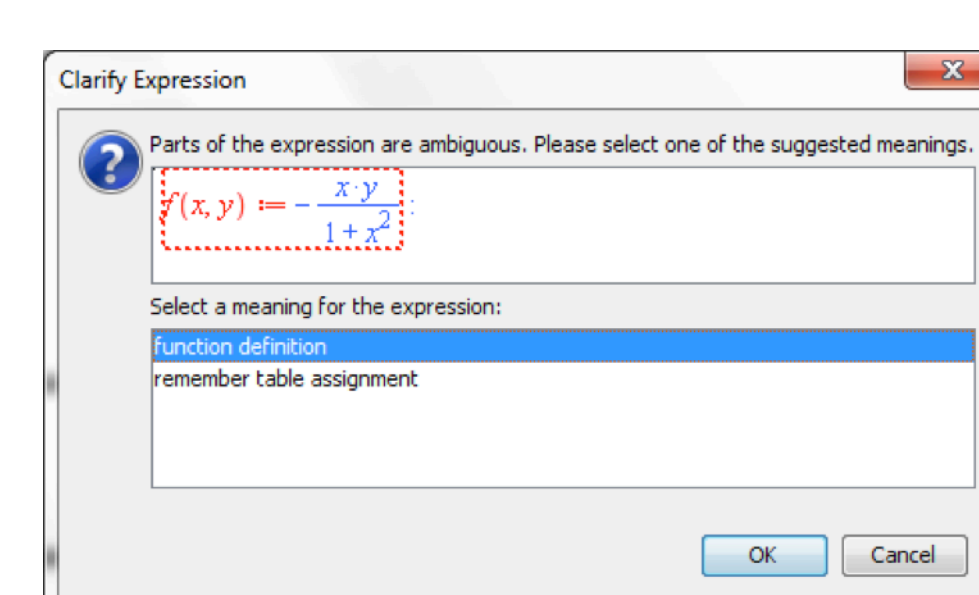 Clarify Expression
X
?
Parts of the expression are ambiguous. Please select one of the suggested meanings.
f(x, y) := - x·y / 1 + x² :
Select a meaning for the expression:
function definition
remember table assignment
OK Cancel